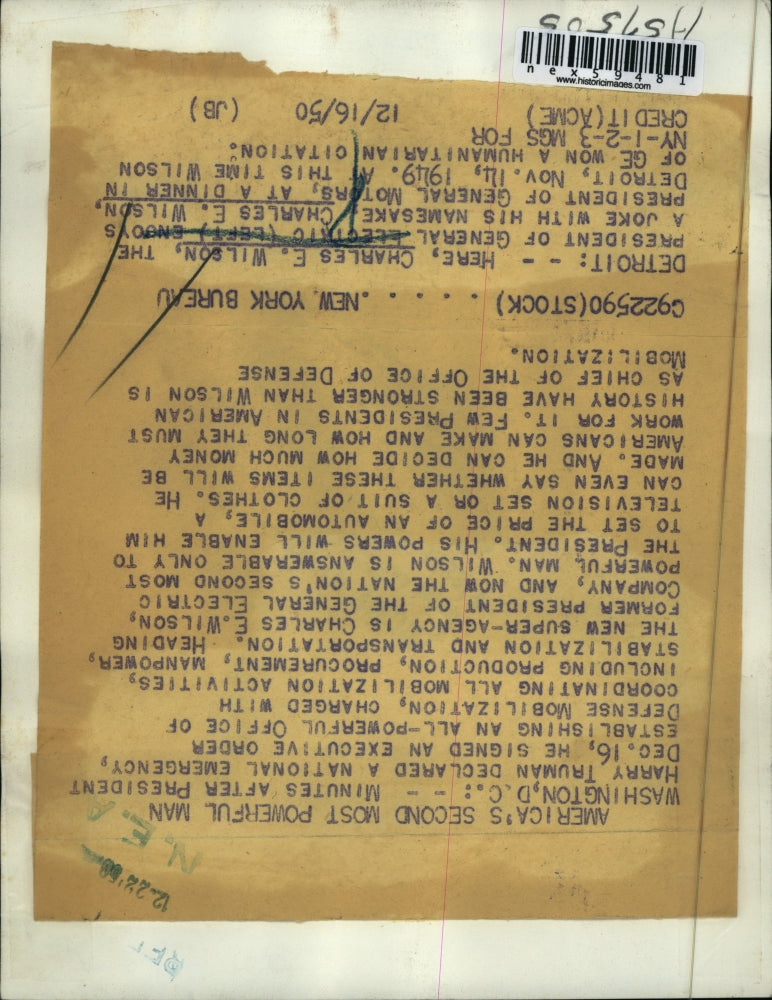 AMERICA'S SECOND MOST POWERFUL MAN
WASHINGTON, D.C.: - - MINUTES AFTER PRESIDENT
HARRY TRUMAN DECLARED A NATIONAL EMERGENCY,
DEC.16, HE SIGNED AN EXECUTIVE ORDER
ESTABLISHING AN ALL-POWERFUL OFFICE OF
DEFENSE MOBILIZATION, CHARGED WITH
COORDINATING ALL MOBILIZATION ACTIVITIES,
INCLUDING PRODUCTION, PROCUREMENT, MANPOWER,
STABILIZATION AND TRANSPORTATION. HEADING
THE NEW SUPER-AGENCY IS CHARLES E.WILSON,
FORMER PRESIDENT OF THE GENERAL ELECTRIC
COMPANY, AND NOW THE NATION'S SECOND MOST
POWERFUL MAN. WILSON IS ANSWERABLE ONLY TO
THE PRESIDENT. HIS POWERS WILL ENABLE HIM
TO SET THE PRICE OF AN AUTOMOBILE, A
TELEVISION SET OR A SUIT OF CLOTHES. HE
CAN EVEN SAY WHETHER THESE ITEMS WILL BE
MADE. AND HE CAN DECIDE HOW MUCH MONEY
AMERICANS CAN MAKE AND HOW LONG THEY MUST
WORK FOR IT. FEW PRESIDENTS IN AMERICAN
HISTORY HAVE BEEN STRONGER THAN WILSON IS
AS CHIEF OF THE OFFICE OF DEFENSE
MOBILIZATION.
C922590(STOCK) . . . . . NEW YORK BUREAU
DETROIT: - - HERE, CHARLES E. WILSON, THE
PRESIDENT OF GENERAL ELECTRIC (LEFT) ENJOYS
A JOKE WITH HIS NAMESAKE CHARLES E. WILSON,
PRESIDENT OF GENERAL MOTORS, AT A DINNER IN
DETROIT, NOV. 14, 1949. AT THIS TIME WILSON
OF GE WON A HUMANITARIAN CITATION.
NY-1-2-3 MGS FOR
CREDIT(ACME) 12/16/50 (JB)
N.E.A
12-22'50
REF
nex59481
www.historicimages.com